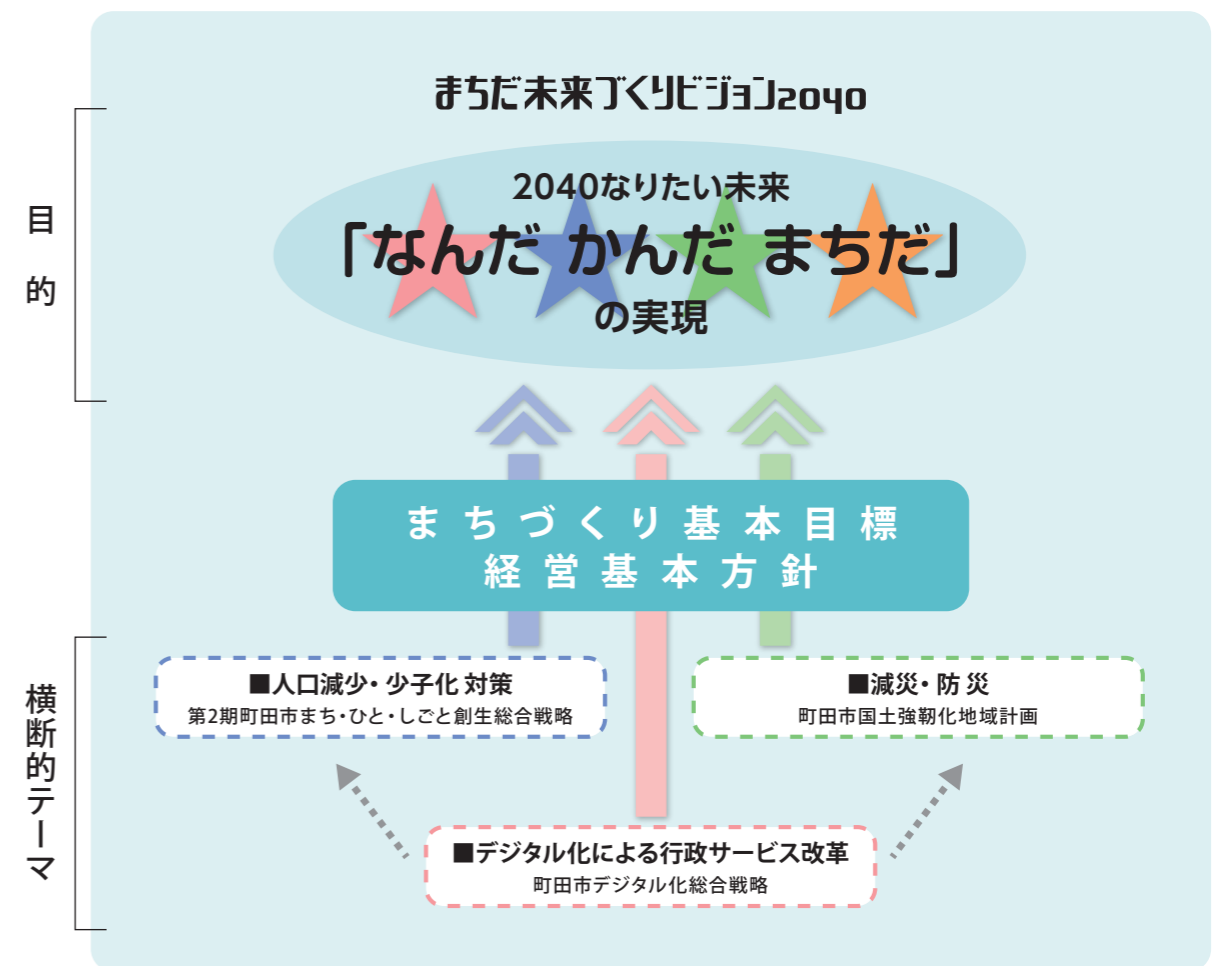 まちだ未来づくりビジョン2040
目的
2040なりたい未来
「なんだ かんだ まちだ」
の実現
まちづくり基本目標
経営基本方針
横断的テーマ
■人口減少・少子化 対策
第2期町田市まち・ひと・しごと創生総合戦略
■減災・防災
町田市国土強靭化地域計画
■デジタル化による行政サービス改革
町田市デジタル化総合戦略